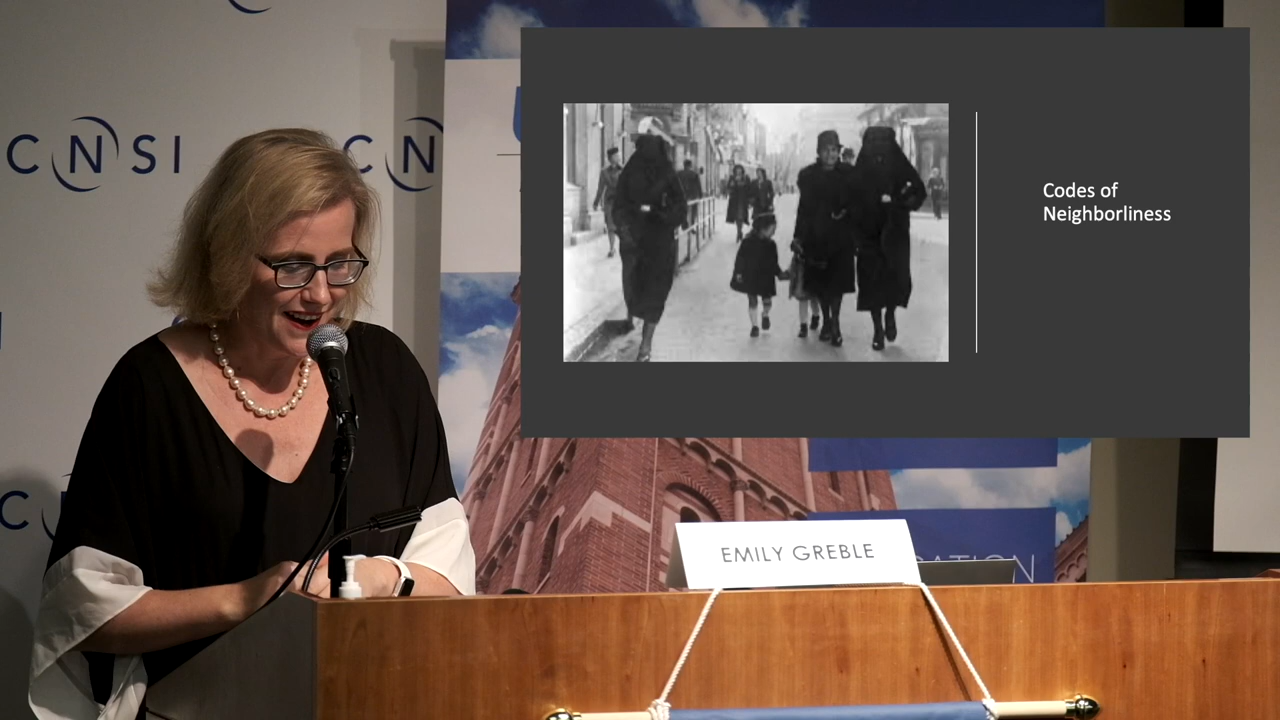 CNSI
CN
Codes of
Neighborliness
C
EMILY GREBLE